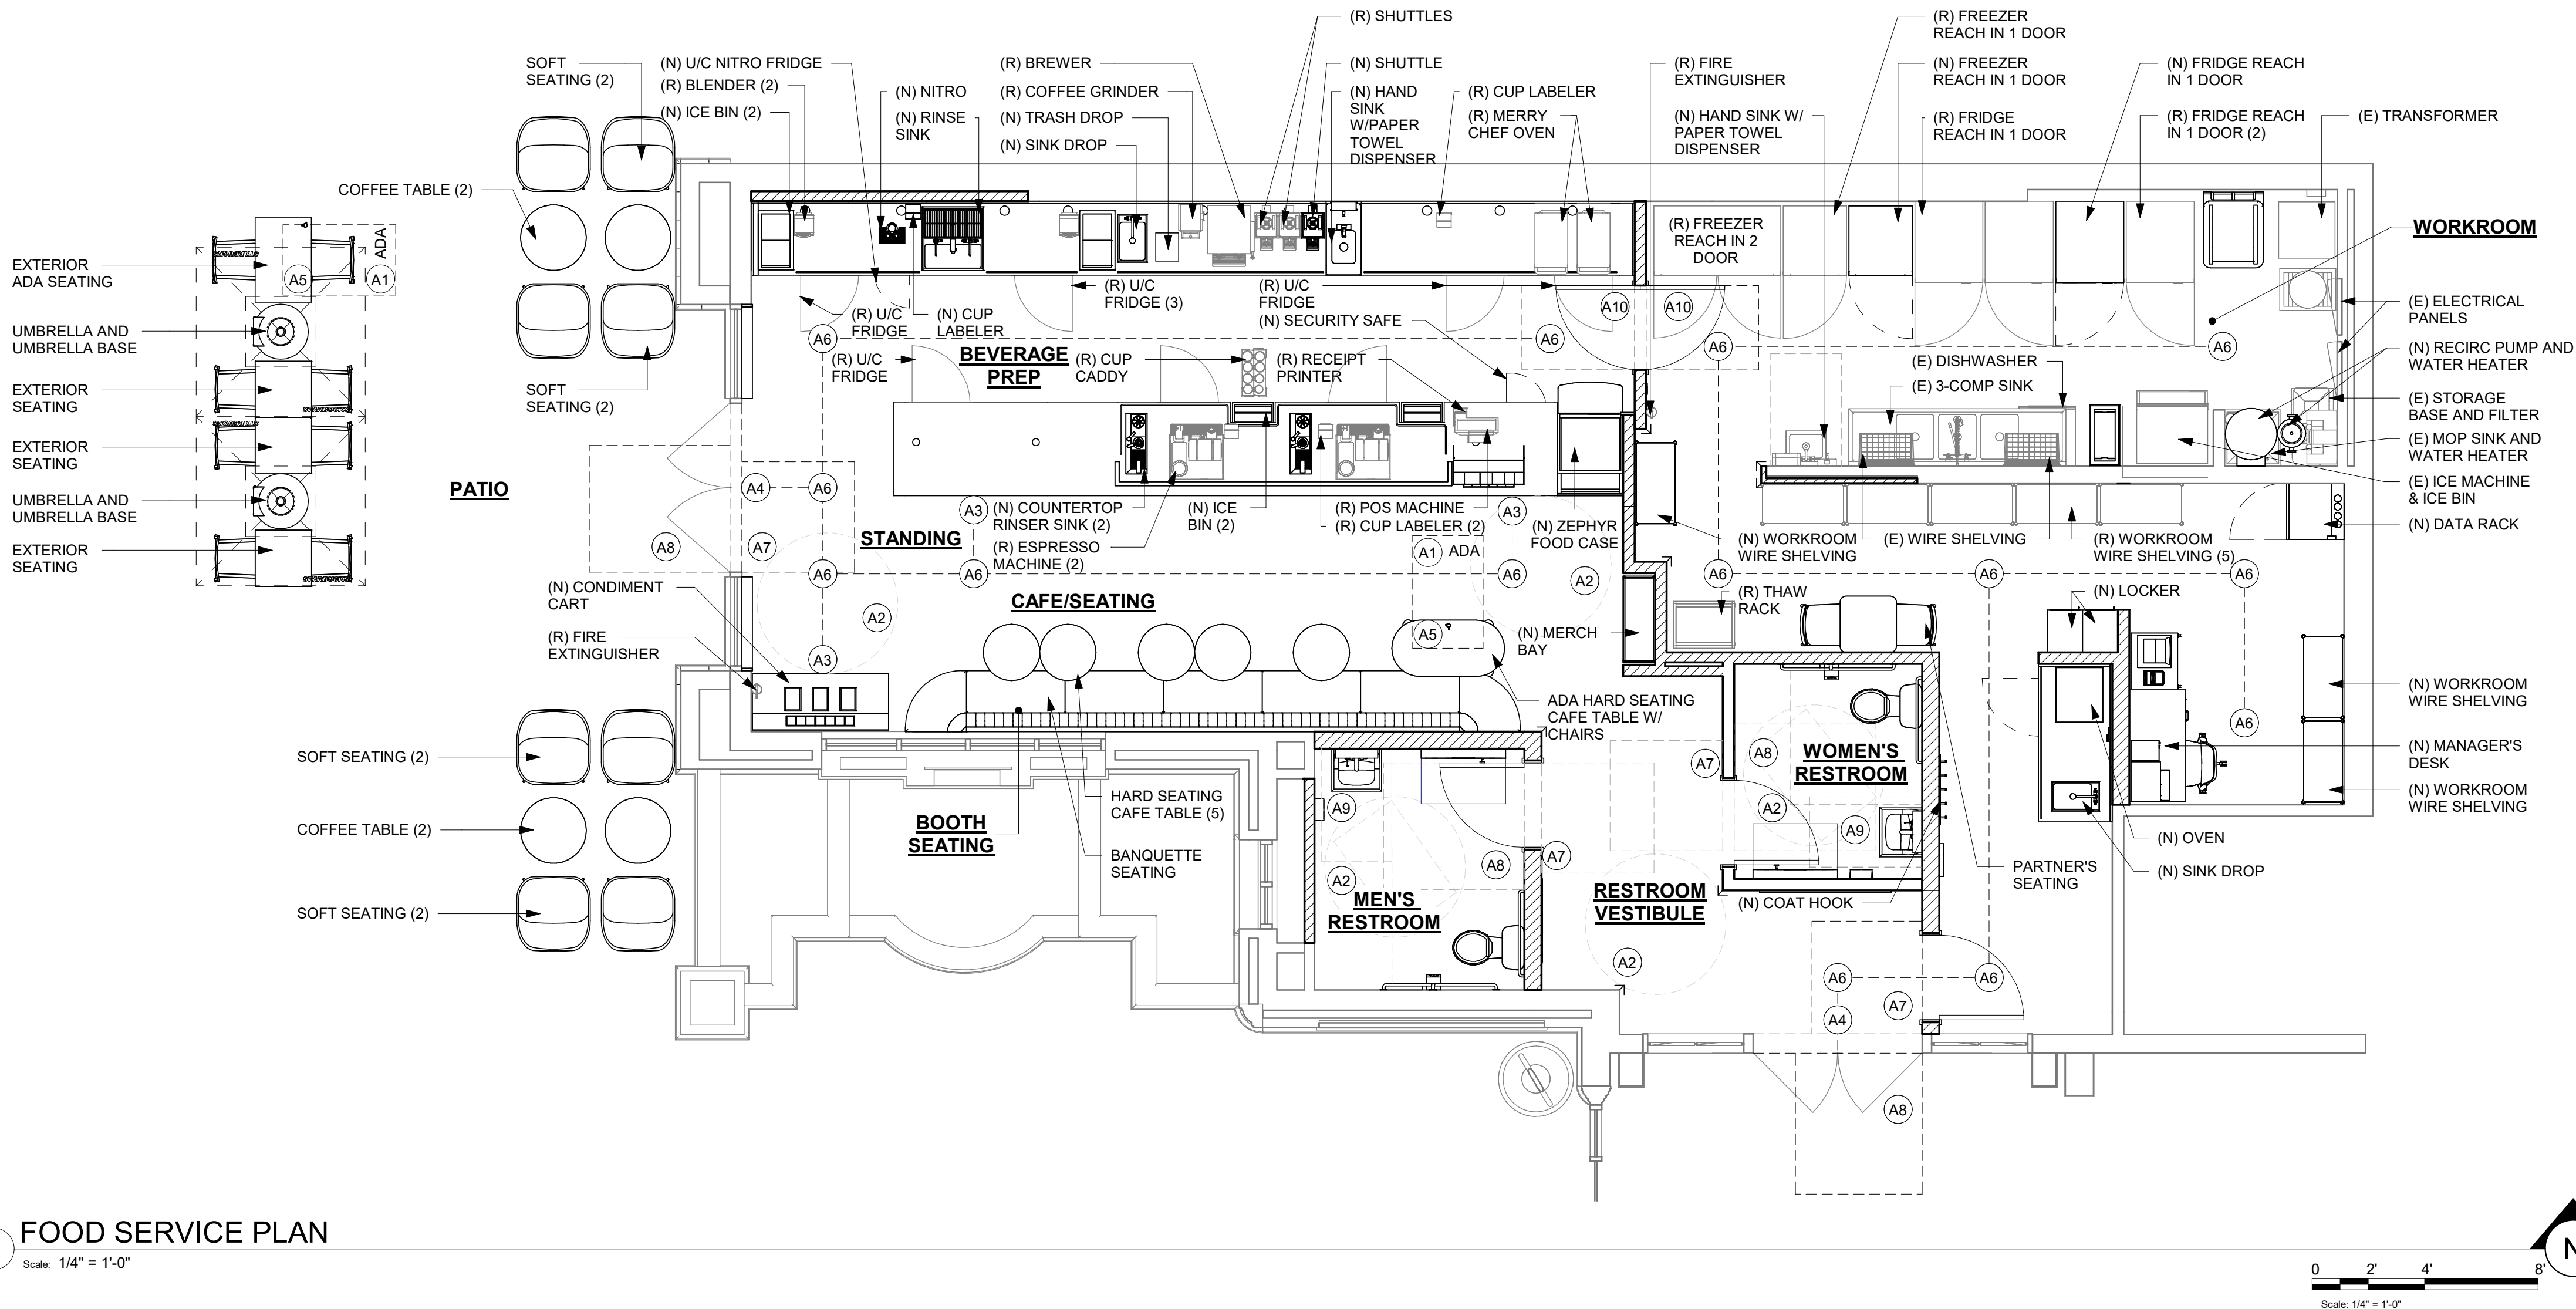 (R) SHUTTLES
(R) FREEZER
REACH IN 1 DOOR
SOFT
SEATING (2)
(N) U/C NITRO FRIDGE
(R) BLENDER (2)
(N) ICE BIN (2)
(N) NITRO
(N) RINSE
SINK
(R) BREWER
(R) COFFEE GRINDER
(N) TRASH DROP
(N) SINK DROP
(N) SHUTTLE
(N) HAND
SINK
W/PAPER
TOWEL
DISPENSER
(R) CUP LABELER
(R) MERRY
CHEF OVEN
(R) FIRE
EXTINGUISHER
(N) HAND SINK W/
PAPER TOWEL
DISPENSER
(N) FREEZER
REACH IN 1 DOOR
(R) FRIDGE
REACH IN 1 DOOR
(N) FRIDGE REACH
IN 1 DOOR
(R) FRIDGE REACH
IN 1 DOOR (2)
(E) TRANSFORMER
COFFEE TABLE (2)
ADA
A5
A1
EXTERIOR
ADA SEATING
UMBRELLA AND
UMBRELLA BASE
EXTERIOR
SEATING
EXTERIOR
SEATING
UMBRELLA AND
UMBRELLA BASE
EXTERIOR
SEATING
STARBUCKS
STARBUCKS
STARBUCKS
STARBUCKS
SOFT
SEATING (2)
PATIO
(R) FREEZER
REACH IN 2
DOOR
WORKROOM
(R) U/C
FRIDGE
(N) CUP
LABELER
(R) U/C
FRIDGE (3)
(R) U/C
FRIDGE
(N) SECURITY SAFE
A10
A10
A6
A6
A6
A6
(E) ELECTRICAL
PANELS
(N) RECIRC PUMP AND
WATER HEATER
(E) STORAGE
BASE AND FILTER
(E) MOP SINK AND
WATER HEATER
(E) ICE MACHINE
& ICE BIN
(N) DATA RACK
(R) U/C
FRIDGE
BEVERAGE
PREP
(R) CUP
CADDY
(R) RECEIPT
PRINTER
(E) DISHWASHER
(E) 3-COMP SINK
A4
A6
A8
A7
A3
(N) COUNTERTOP
RINSER SINK (2)
(R) ESPRESSO
MACHINE (2)
(N) ICE
BIN (2)
(R) POS MACHINE
(R) CUP LABELER (2)
A3
(N) ZEPHYR
FOOD CASE
STANDING
A1
ADA
(N) WORKROOM
WIRE SHELVING
(E) WIRE SHELVING
(R) WORKROOM
WIRE SHELVING (5)
A6
A6
A6
A2
A6
A6
A6
(N) CONDIMENT
CART
(R) FIRE
EXTINGUISHER
A2
A3
CAFE/SEATING
A5
(N) MERCH
BAY
(R) THAW
RACK
(N) LOCKER
ADA HARD SEATING
CAFE TABLE W/
CHAIRS
A6
(N) WORKROOM
WIRE SHELVING
(N) MANAGER'S
DESK
(N) WORKROOM
WIRE SHELVING
SOFT SEATING (2)
COFFEE TABLE (2)
SOFT SEATING (2)
BOOTH
SEATING
HARD SEATING
CAFE TABLE (5)
BANQUETTE
SEATING
A9
A2
A8
MEN'S
RESTROOM
A7
A7
A8
WOMEN'S
RESTROOM
A2
A9
RESTROOM
VESTIBULE
A2
(N) COAT HOOK
PARTNER'S
SEATING
(N) OVEN
(N) SINK DROP
A6
A6
A7
A4
A8
FOOD SERVICE PLAN
Scale: 1/4" = 1'-0"
N
0 2' 4' 8'
Scale: 1/4" = 1'-0"